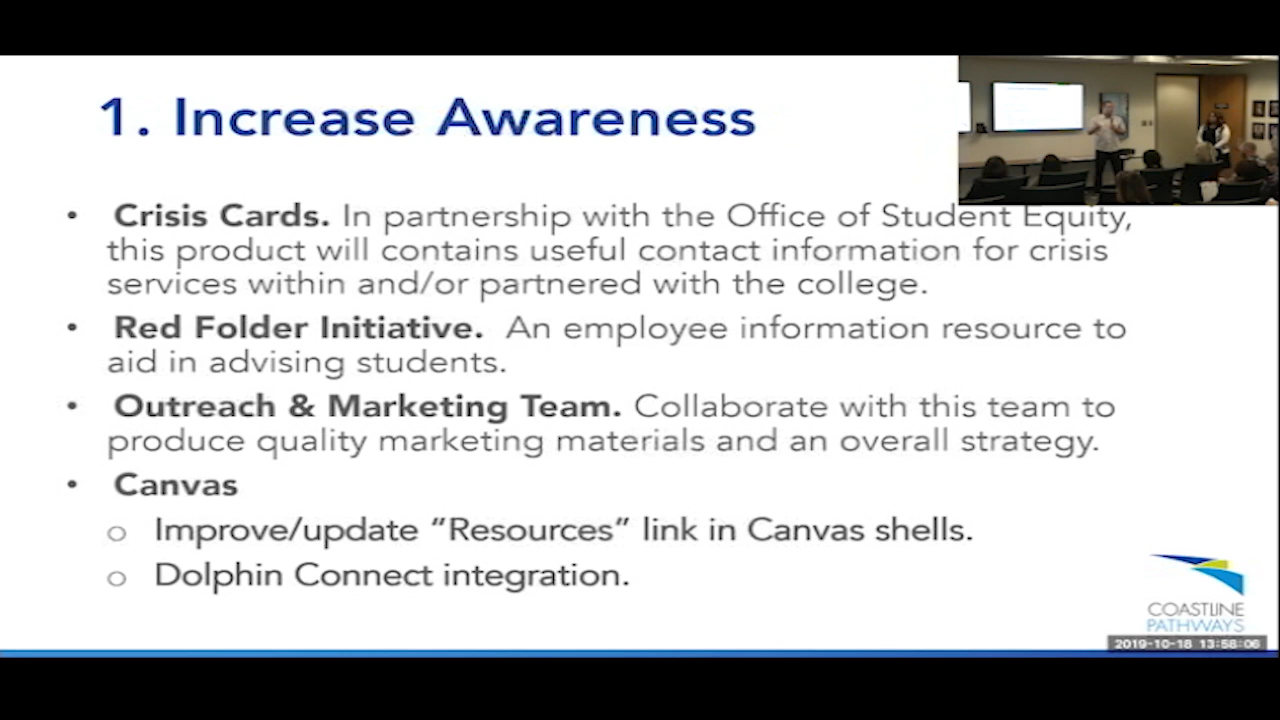 1. Increase Awareness
• Crisis Cards. In partnership with the Office of Student Equity,
this product will contains useful contact information for crisis
services within and/or partnered with the college.
• Red Folder Initiative. An employee information resource to
aid in advising students.
• Outreach & Marketing Team. Collaborate with this team to
produce quality marketing materials and an overall strategy.
• Canvas
o Improve/update “Resources” link in Canvas shells.
o Dolphin Connect integration.
COASTLINE
PATHWAYS
2019-10-18 13:58:06